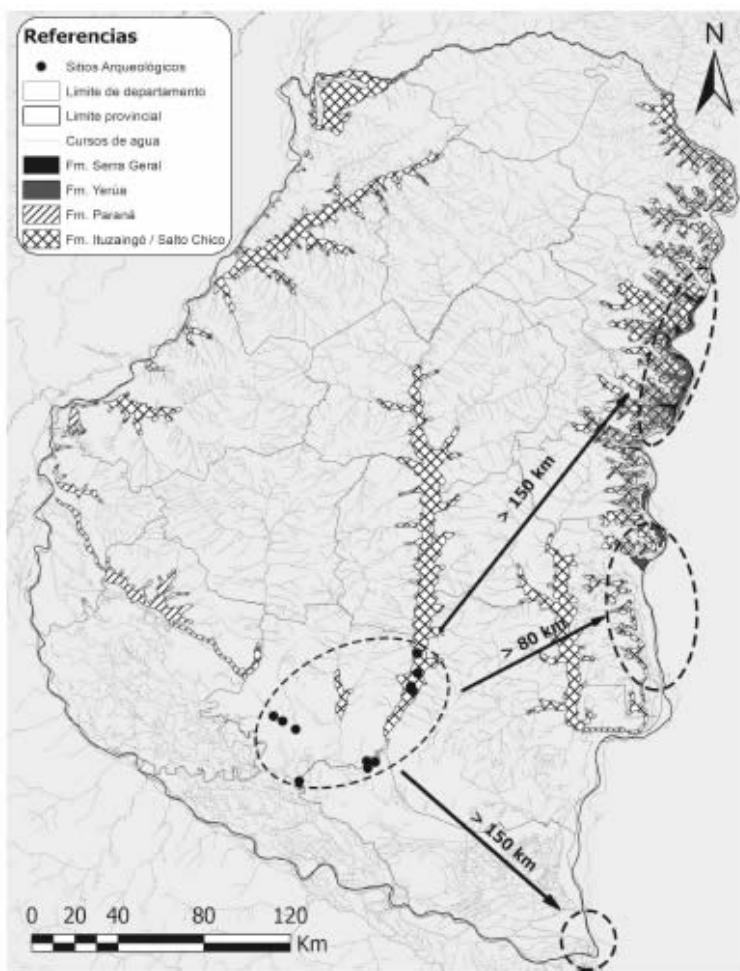 Referencias
Sitios Arqueológicos
Límite de departamento
Límite provincial
Cursos de agua
Fm. Serra Geral
Fm. Yerúa
Fm. Paraná
Fm. Ituzaingó / Salto Chico
N
> 150 km
> 80 km
> 150 km
0 20 40 80 120
Km